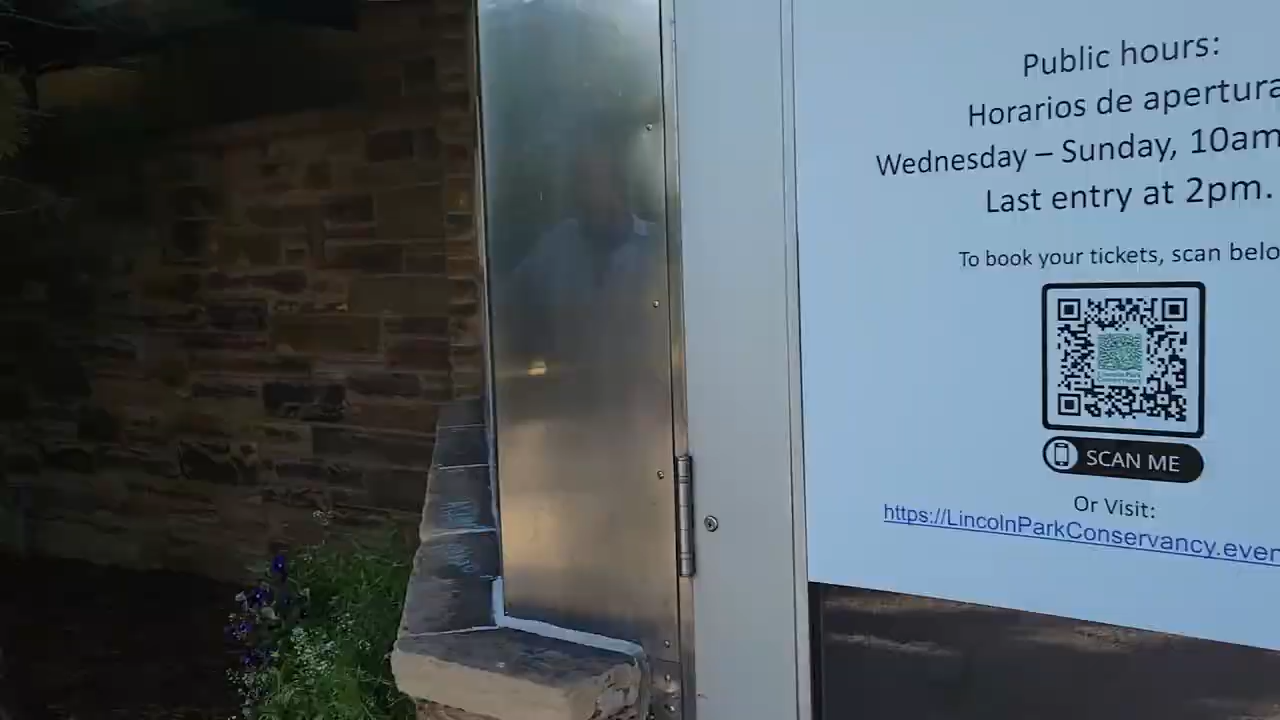 Public hours:
Horarios de apertura
Wednesday – Sunday, 10am
Last entry at 2pm.
To book your tickets, scan belo
SCAN ME
Or Visit:
https://LincolnParkConservancy.even